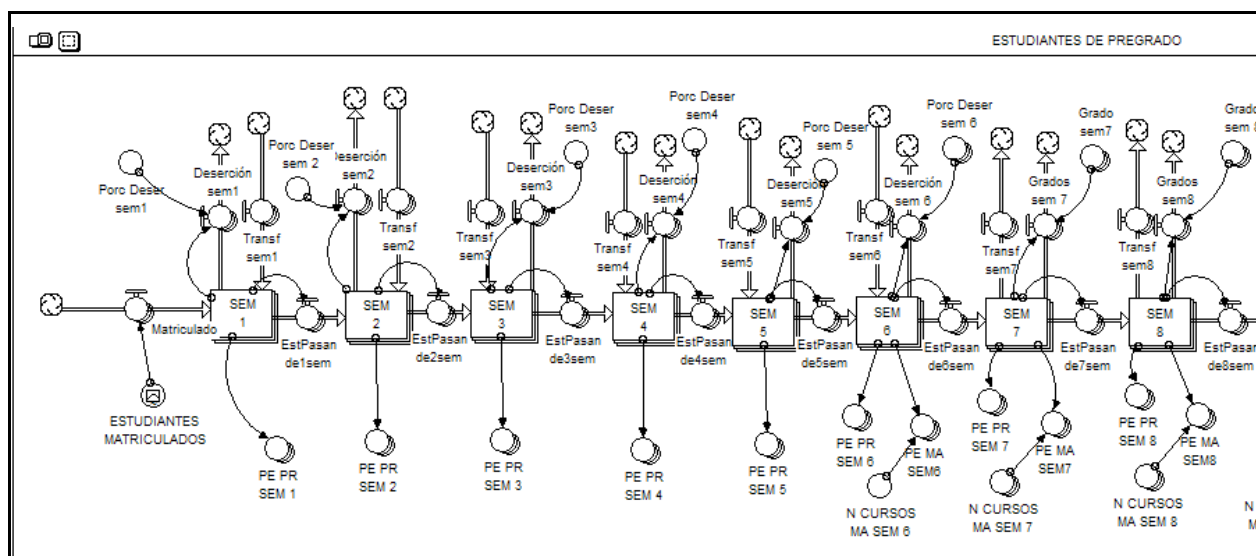 ESTUDIANTES DE PREGRADO
Porc Deser
sem1
Deserción
sem1
Transf
sem1
Porc Deser
sem 2
Deserción
sem2
Transf
sem2
Transf
sem3
Deserción
sem3
Porc Deser
sem3
Transf
sem4
Deserción
sem4
Porc Deser
sem4
Transf
sem5
Deserción
sem5
Porc Deser
sem 5
Transf
sem6
Deserción
sem 6
Porc Deser
sem 6
Transf
sem7
Grados
sem 7
Grado
sem7
Transf
sem8
Grados
sem8
Grado
sem 8
Matriculado
SEM
1
EstPasan
de1sem
SEM
2
EstPasan
de2sem
SEM
3
EstPasan
de3sem
SEM
4
EstPasan
de4sem
SEM
5
EstPasan
de5sem
SEM
6
EstPasan
de6sem
SEM
7
EstPasan
de7sem
SEM
8
EstPasan
de8sem
ESTUDIANTES
MATRICULADOS
PE PR
SEM 1
PE PR
SEM 2
PE PR
SEM 3
PE PR
SEM 4
PE PR
SEM 5
PE PR
SEM 6
PE MA
SEM6
N CURSOS
MA SEM 6
PE PR
SEM 7
PE MA
SEM7
N CURSOS
MA SEM 7
PE PR
SEM 8
PE MA
SEM8
N CURSOS
MA SEM 8
N